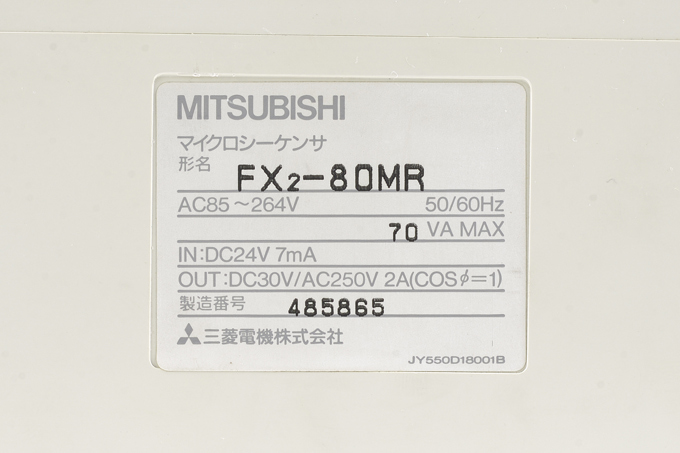 MITSUBISHI
マイクロシーケンサ
形名 FX2-80MR
AC85~264V 50/60Hz
70 VA MAX
IN:DC24V 7mA
OUT:DC30V/AC250V 2A(COSφ=1)
製造番号 485865
三菱電機株式会社
JY550D18001B